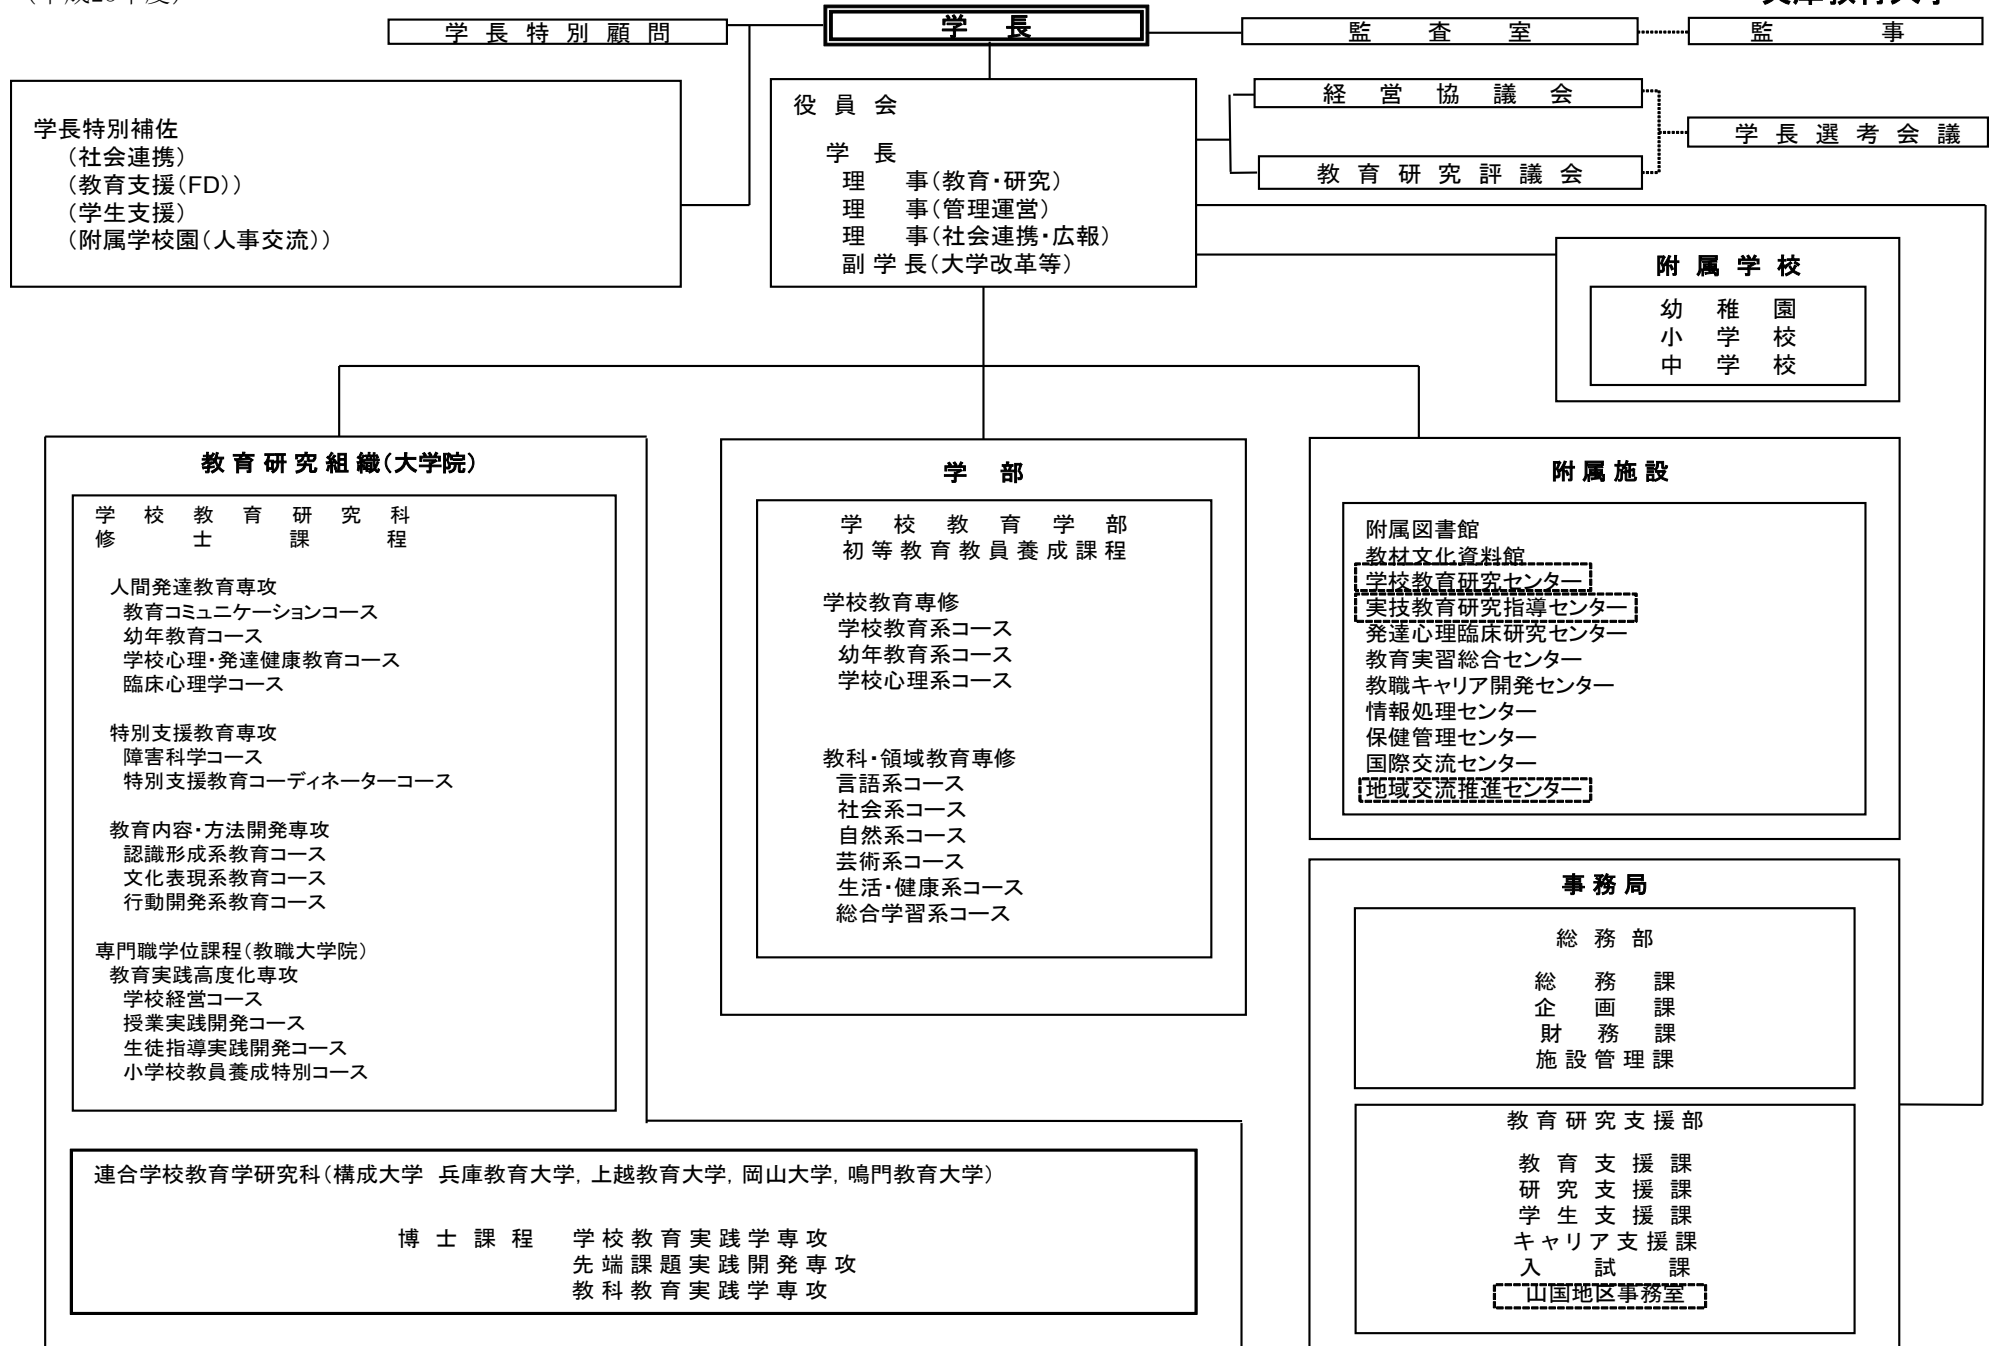 学長特別顧問
学長
監査室
監事
学長特別補佐
(社会連携)
(教育支援(FD))
(学生支援)
(附属学校園(人事交流))
役員会
学長
理事(教育・研究)
理事(管理運営)
理事(社会連携・広報)
副学長(大学改革等)
経営協議会
教育研究評議会
学長選考会議
附属学校
幼稚園
小学校
中学校
教育研究組織(大学院)
学校教育研究科
修士課程
人間発達教育専攻
教育コミュニケーションコース
幼年教育コース
学校心理・発達健康教育コース
臨床心理学コース
特別支援教育専攻
障害科学コース
特別支援教育コーディネーターコース
教育内容・方法開発専攻
認識形成系教育コース
文化表現系教育コース
行動開発系教育コース
専門職学位課程(教職大学院)
教育実践高度化専攻
学校経営コース
授業実践開発コース
生徒指導実践開発コース
小学校教員養成特別コース
連合学校教育学研究科(構成大学 兵庫教育大学, 上越教育大学, 岡山大学, 鳴門教育大学)
博士課程 学校教育実践学専攻
先端課題実践開発専攻
教科教育実践学専攻
学部
学校教育学部
初等教育教員養成課程
学校教育専修
学校教育系コース
幼年教育系コース
学校心理系コース
教科・領域教育専修
言語系コース
社会系コース
自然系コース
芸術系コース
生活・健康系コース
総合学習系コース
附属施設
附属図書館
教材文化資料館
学校教育研究センター
実技教育研究指導センター
発達心理臨床研究センター
教育実習総合センター
教職キャリア開発センター
情報処理センター
保健管理センター
国際交流センター
地域交流推進センター
事務局
総務部
総務課
企画課
財務課
施設管理課
教育研究支援部
教育支援課
研究支援課
学生支援課
キャリア支援課
入試課
山国地区事務室